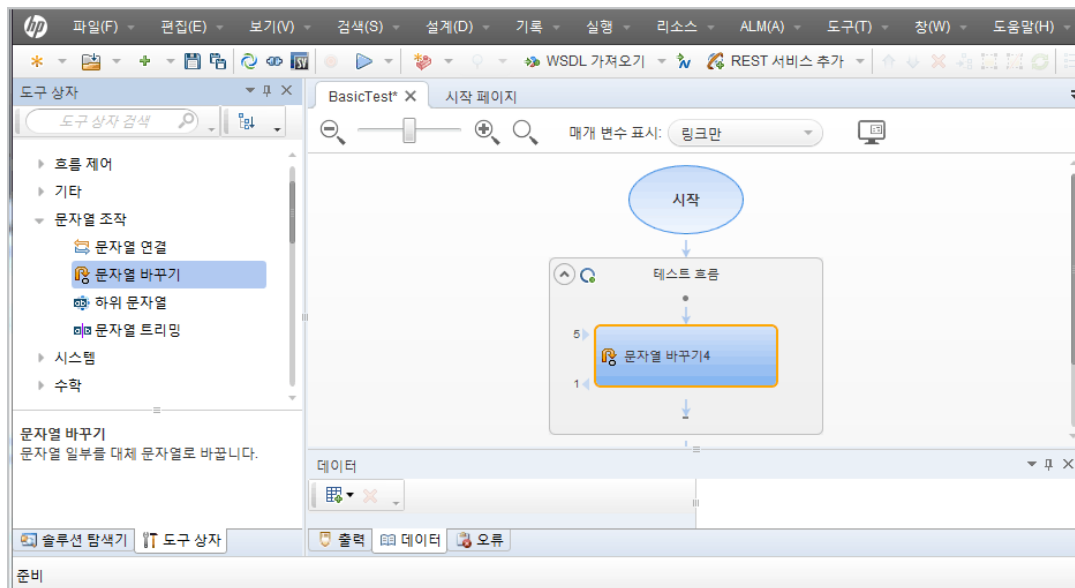 hp 파일(F) 편집(E) 보기(V) 검색(S) 설계(D) 기록 실행 리소스 ALM(A) 도구(T) 창(W) 도움말(H)
WSDL 가져오기 REST 서비스 추가
도구 상자
BasicTest* 시작 페이지
도구 상자 검색
매개 변수 표시: 링크만
흐름 제어
기타
문자열 조작
문자열 연결
문자열 바꾸기
하위 문자열
문자열 트리밍
시스템
수학
문자열 바꾸기
문자열 일부를 대체 문자열로 바꿉니다.
시작
테스트 흐름
5
문자열 바꾸기4
1
데이터
솔루션 탐색기 도구 상자
출력 데이터 오류
준비